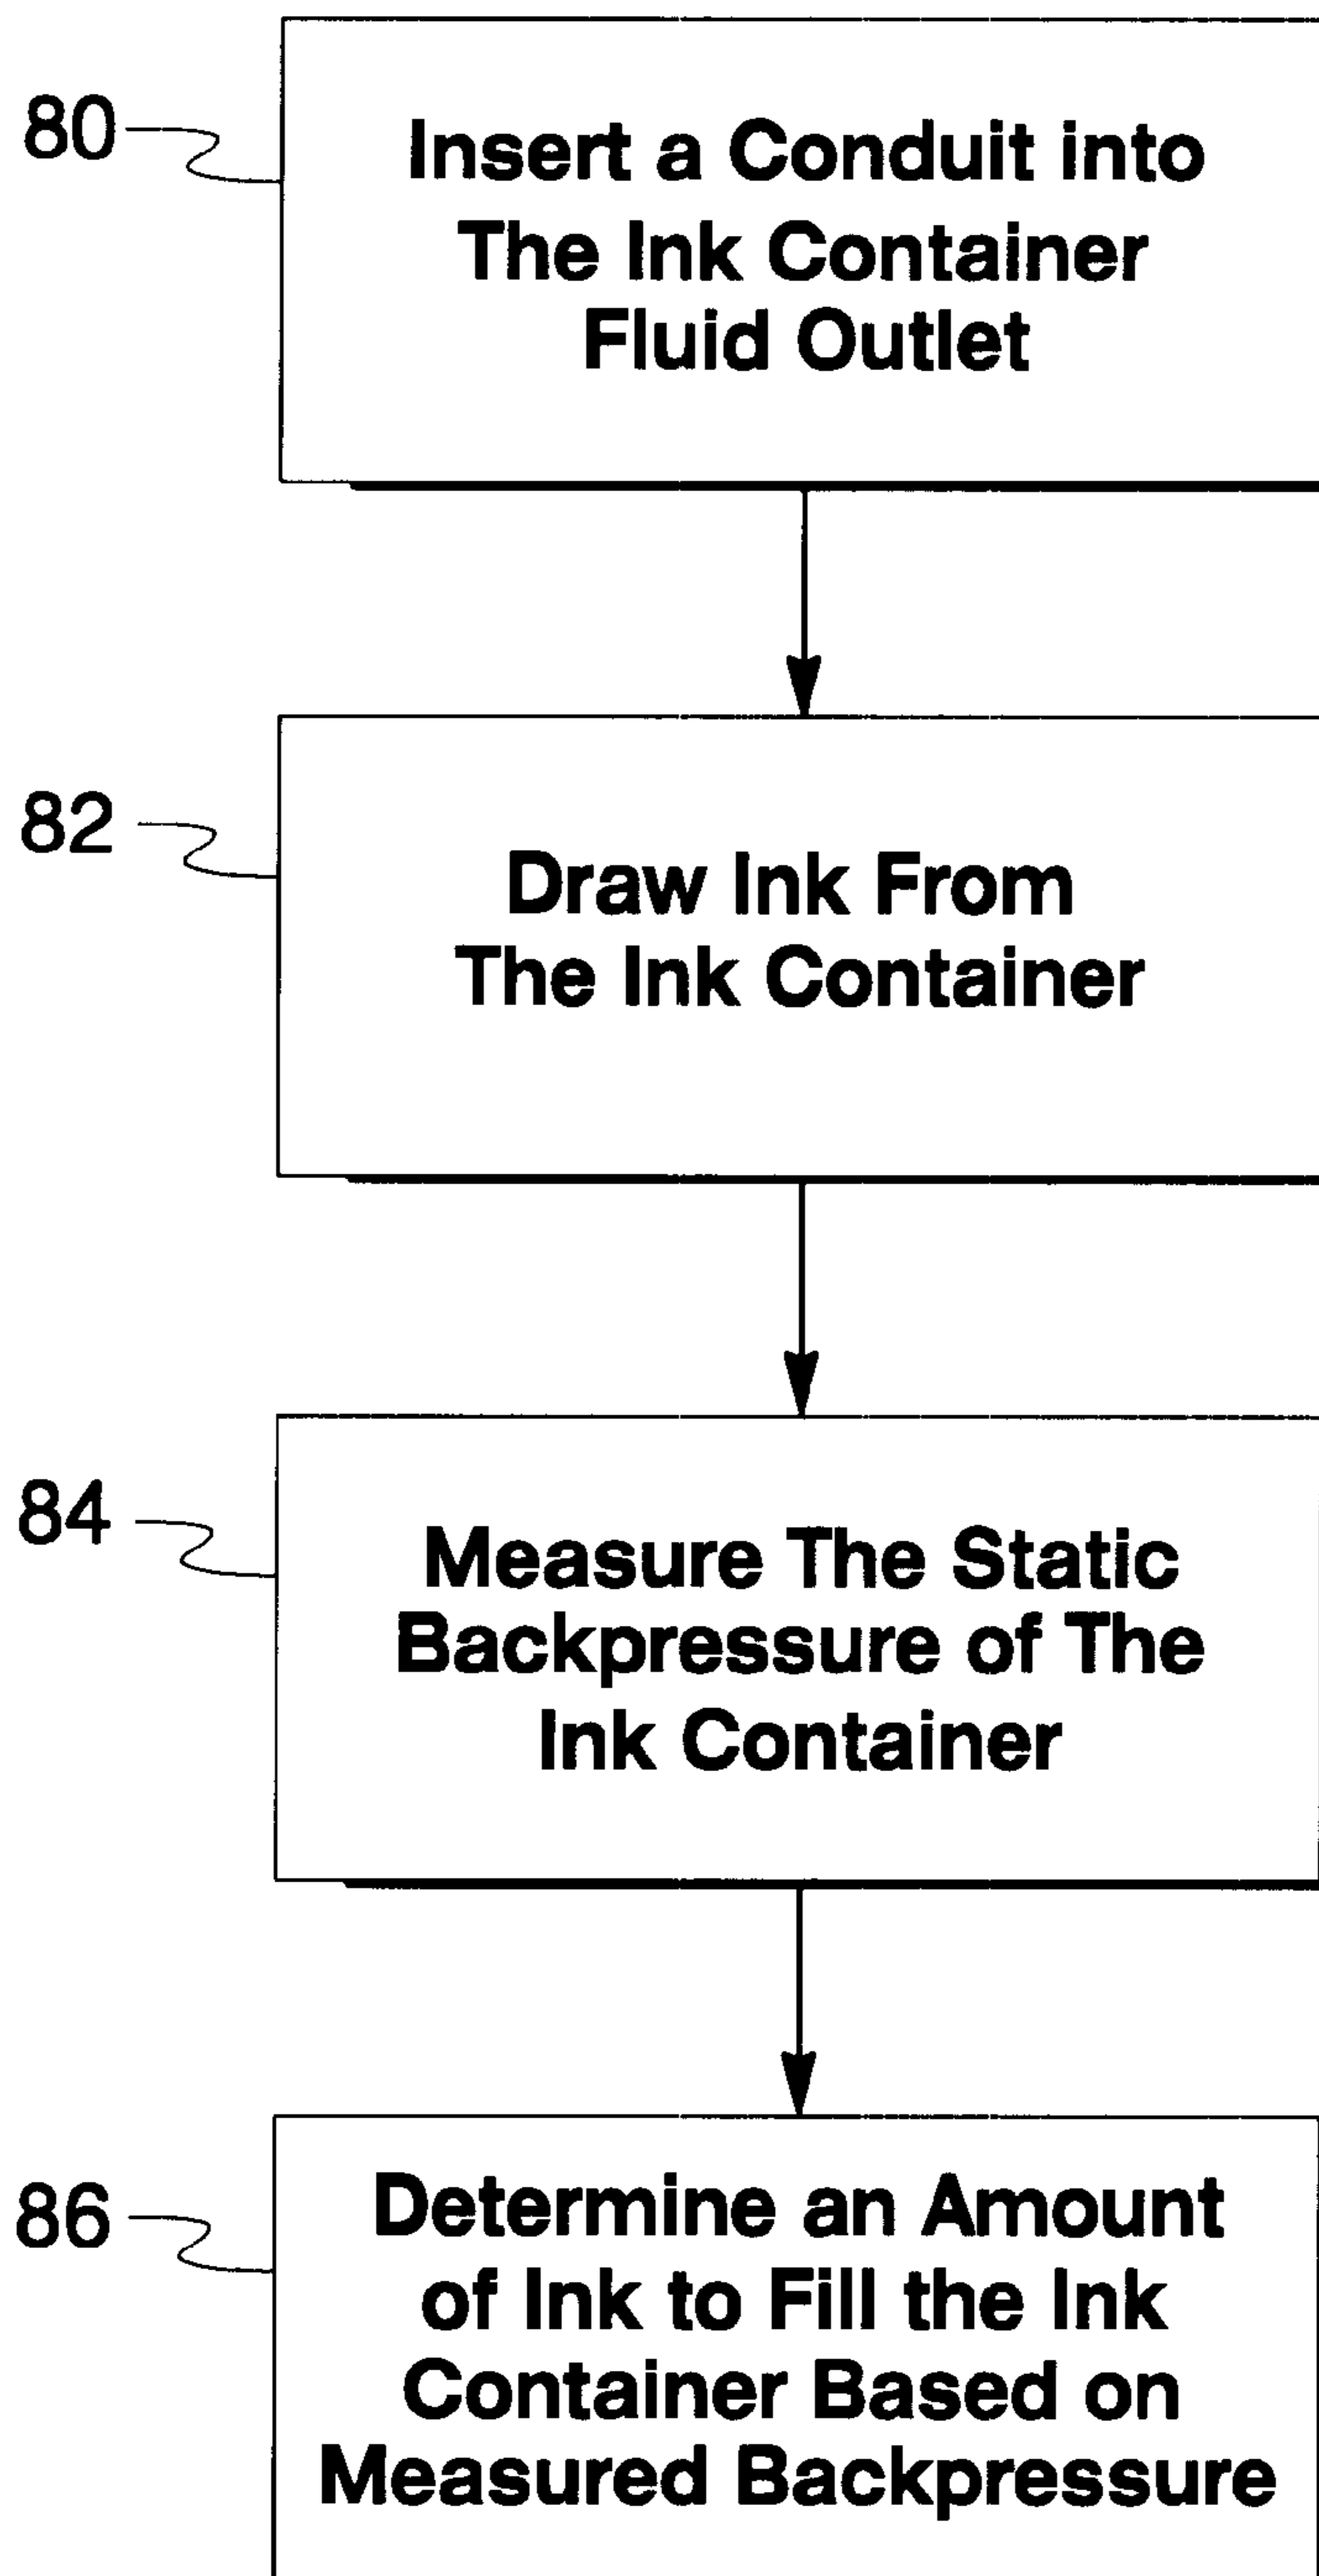 80
Insert a Conduit into
The Ink Container
Fluid Outlet
82
Draw Ink From
The Ink Container
84
Measure The Static
Backpressure of The
Ink Container
86
Determine an Amount
of Ink to Fill the Ink
Container Based on
Measured Backpressure